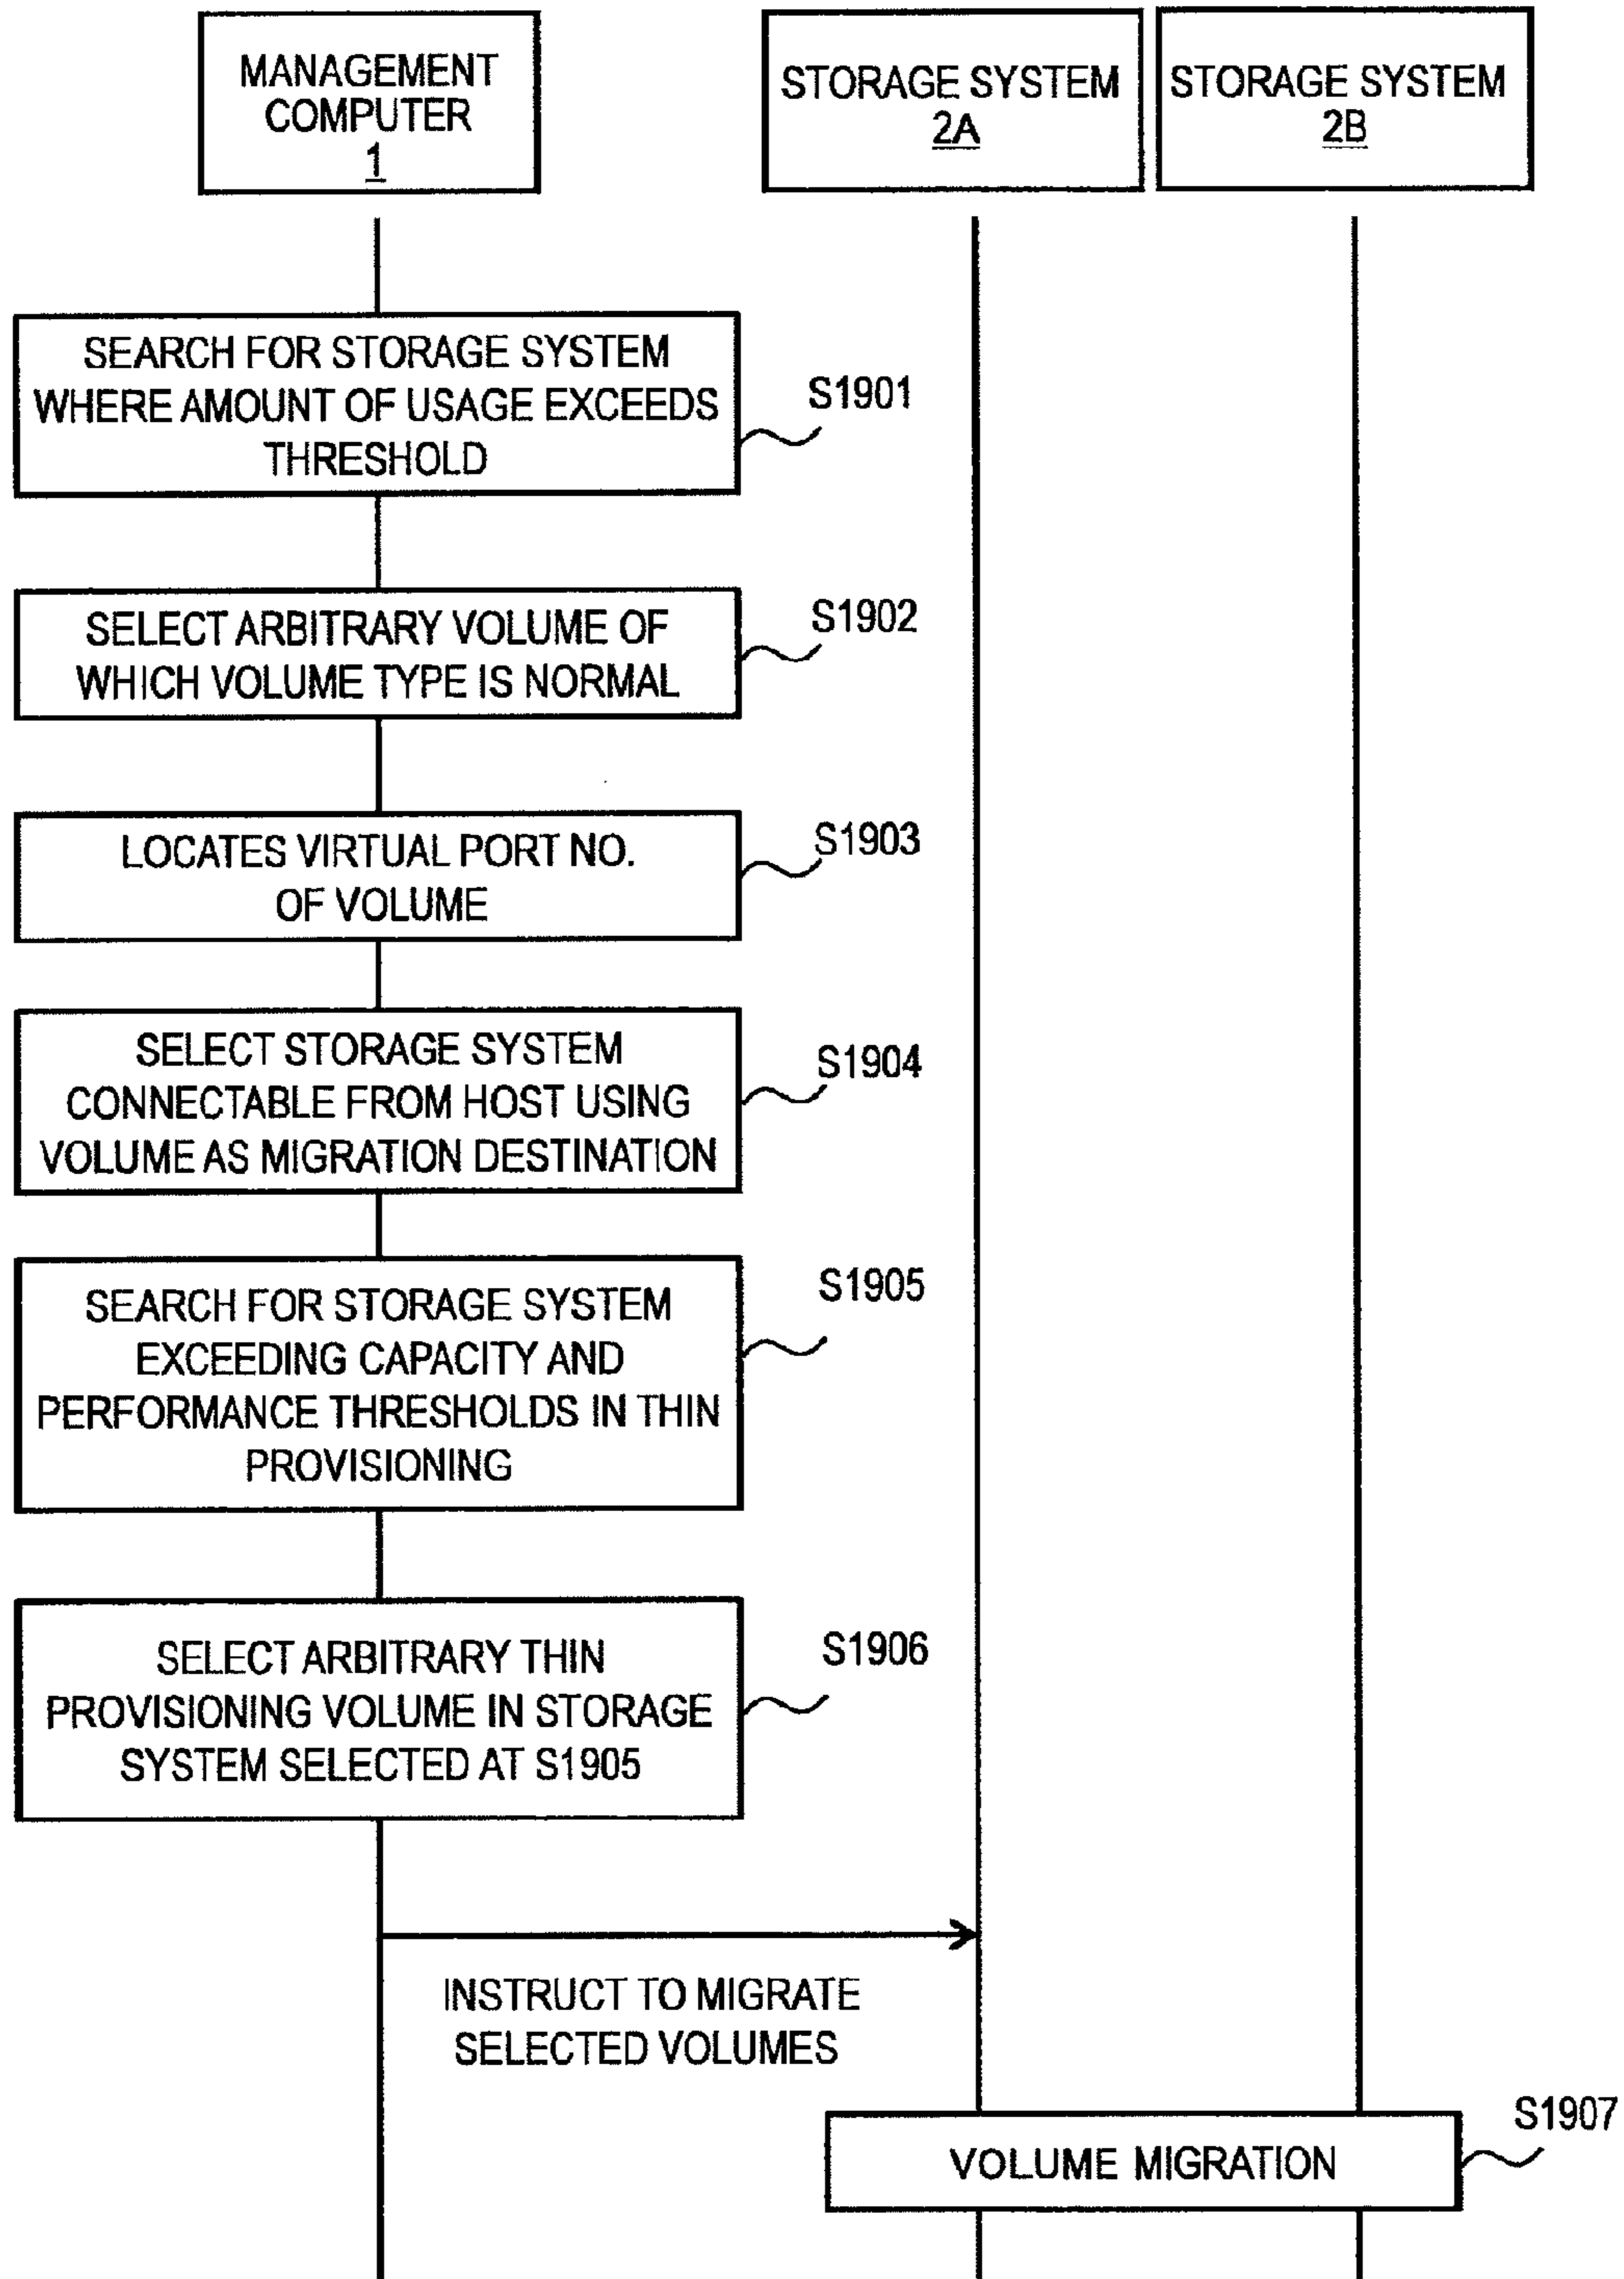 MANAGEMENT
COMPUTER
1
STORAGE SYSTEM
2A
STORAGE SYSTEM
2B
SEARCH FOR STORAGE SYSTEM
WHERE AMOUNT OF USAGE EXCEEDS
THRESHOLD
S1901
SELECT ARBITRARY VOLUME OF
WHICH VOLUME TYPE IS NORMAL
S1902
LOCATES VIRTUAL PORT NO.
OF VOLUME
S1903
SELECT STORAGE SYSTEM
CONNECTABLE FROM HOST USING
VOLUME AS MIGRATION DESTINATION
S1904
SEARCH FOR STORAGE SYSTEM
EXCEEDING CAPACITY AND
PERFORMANCE THRESHOLDS IN THIN
PROVISIONING
S1905
SELECT ARBITRARY THIN
PROVISIONING VOLUME IN STORAGE
SYSTEM SELECTED AT S1905
S1906
INSTRUCT TO MIGRATE
SELECTED VOLUMES
VOLUME MIGRATION
S1907